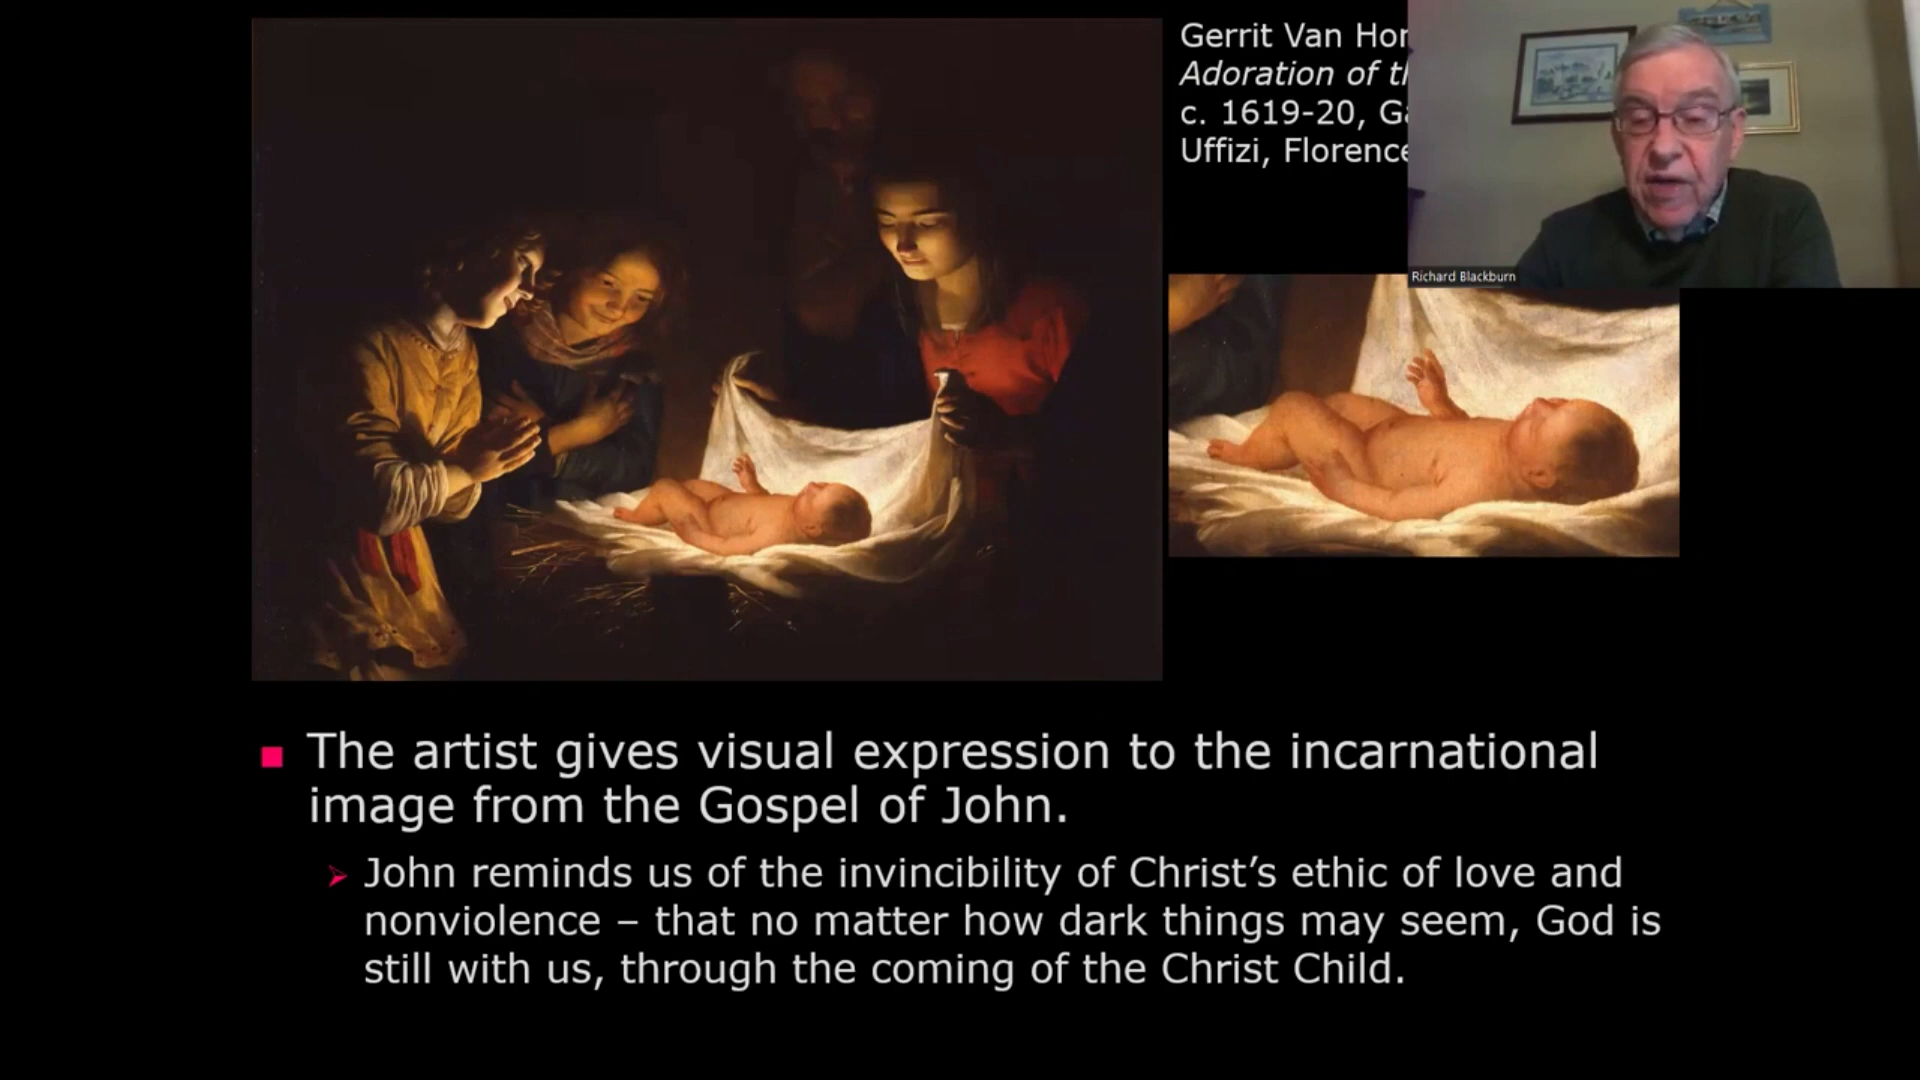 Gerrit Van Hor
Adoration of t
c. 1619-20, Ga
Uffizi, Florence
Richard Blackburn
The artist gives visual expression to the incarnational
image from the Gospel of John.
John reminds us of the invincibility of Christ’s ethic of love and
nonviolence – that no matter how dark things may seem, God is
still with us, through the coming of the Christ Child.